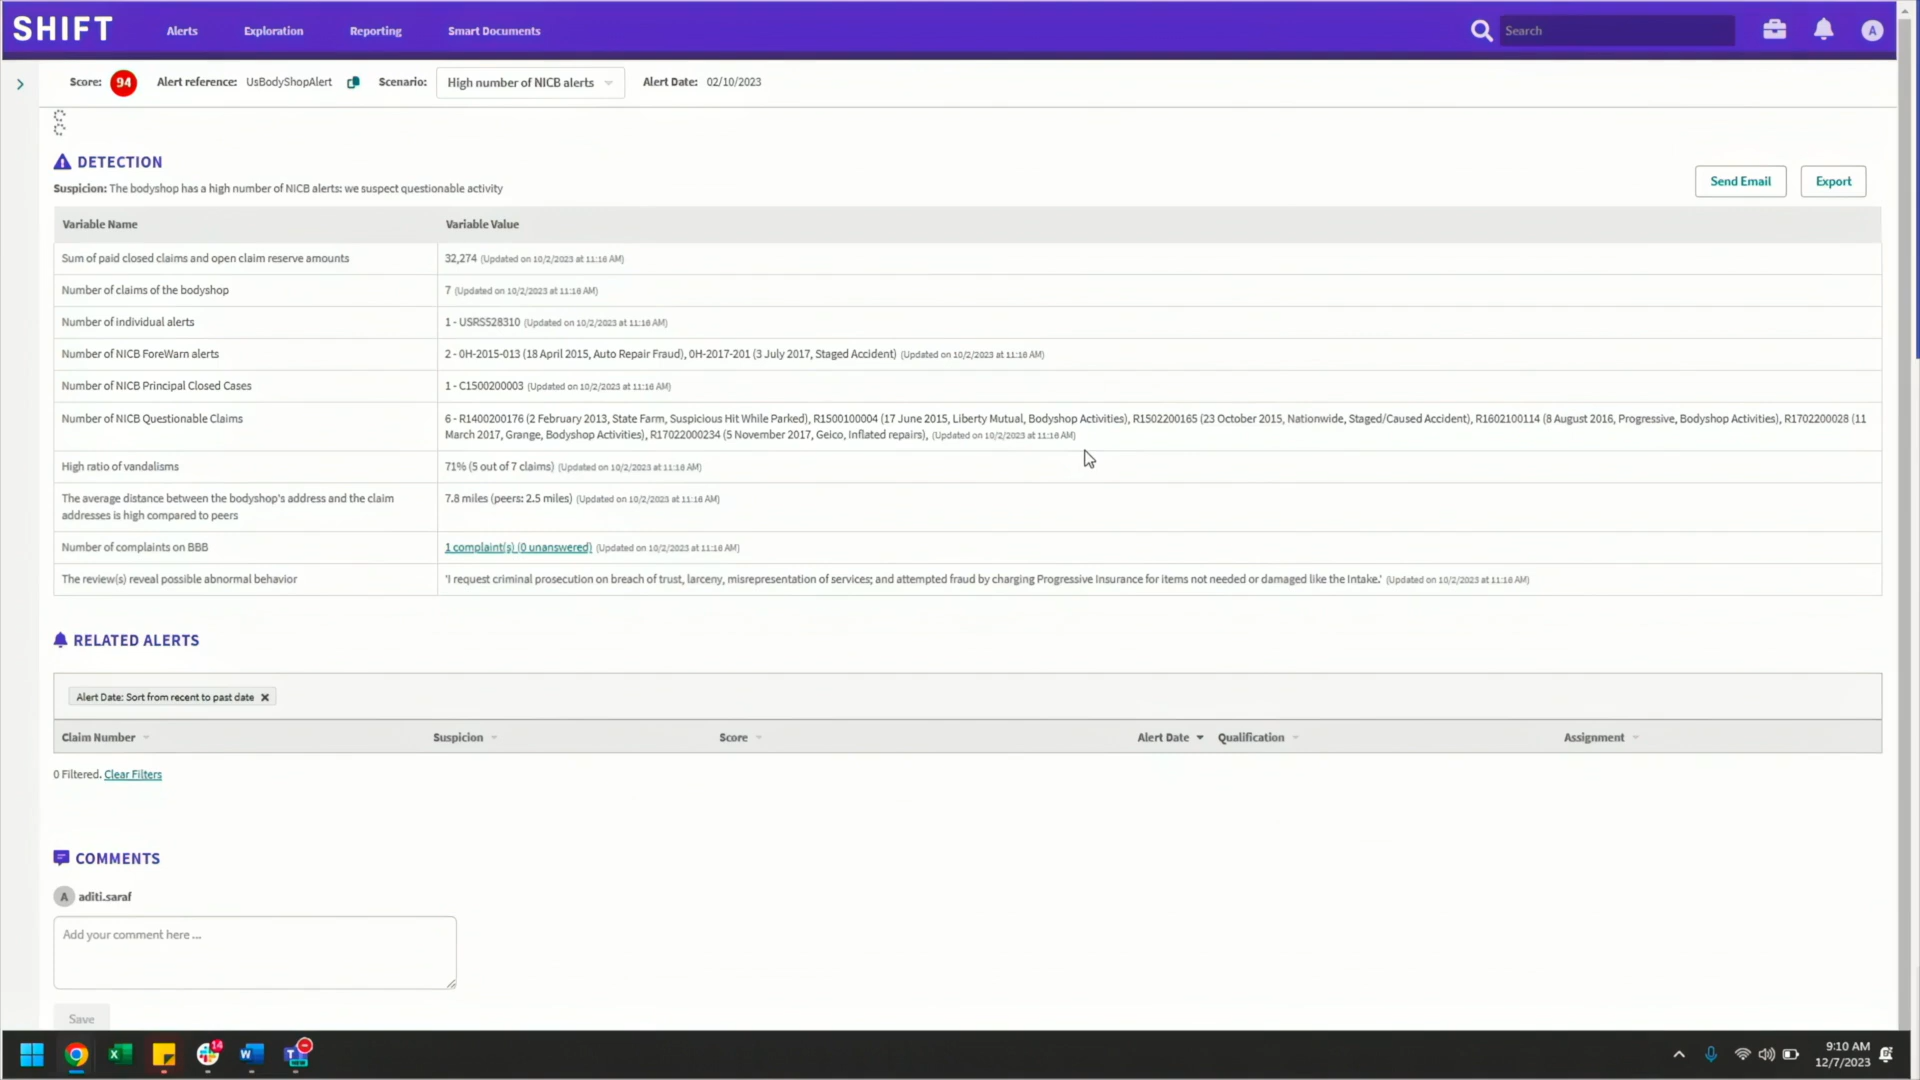 SHIFT
Alerts
Exploration
Reporting
Smart Documents
Search
A
Score: 94 Alert reference: UsBodyShopAlert Scenario: High number of NICB alerts Alert Date: 02/10/2023
DETECTION
Suspicion: The bodyshop has a high number of NICB alerts: we suspect questionable activity
Send Email
Export
Variable Name Variable Value
Sum of paid closed claims and open claim reserve amounts 32,274 (Updated on 10/2/2023 at 11:16 AM)
Number of claims of the bodyshop 7 (Updated on 10/2/2023 at 11:16 AM)
Number of individual alerts 1 - USRS528310 (Updated on 10/2/2023 at 11:16 AM)
Number of NICB ForeWarn alerts 2 - 0H-2015-013 (18 April 2015, Auto Repair Fraud), 0H-2017-201 (3 July 2017, Staged Accident) (Updated on 10/2/2023 at 11:16 AM)
Number of NICB Principal Closed Cases 1 - C1500200003 (Updated on 10/2/2023 at 11:16 AM)
Number of NICB Questionable Claims 6 - R1400200176 (2 February 2013, State Farm, Suspicious Hit While Parked), R1500100004 (17 June 2015, Liberty Mutual, Bodyshop Activities), R1502200165 (23 October 2015, Nationwide, Staged/Caused Accident), R1602100114 (8 August 2016, Progressive, Bodyshop Activities), R1702200028 (11
March 2017, Grange, Bodyshop Activities), R17022000234 (5 November 2017, Geico, Inflated repairs), (Updated on 10/2/2023 at 11:16 AM)
High ratio of vandalisms 71% (5 out of 7 claims) (Updated on 10/2/2023 at 11:16 AM)
The average distance between the bodyshop's address and the claim
addresses is high compared to peers
7.8 miles (peers: 2.5 miles) (Updated on 10/2/2023 at 11:16 AM)
Number of complaints on BBB 1 complaint(s) (0 unanswered) (Updated on 10/2/2023 at 11:16 AM)
The review(s) reveal possible abnormal behavior 'I request criminal prosecution on breach of trust, larceny, misrepresentation of services; and attempted fraud by charging Progressive Insurance for items not needed or damaged like the Intake.' (Updated on 10/2/2023 at 11:16 AM)
RELATED ALERTS
Alert Date: Sort from recent to past date
Claim Number Suspicion Score Alert Date Qualification Assignment
0 Filtered. Clear Filters
COMMENTS
A aditi.saraf
Add your comment here ...
Save
14
9:10 AM
12/7/2023